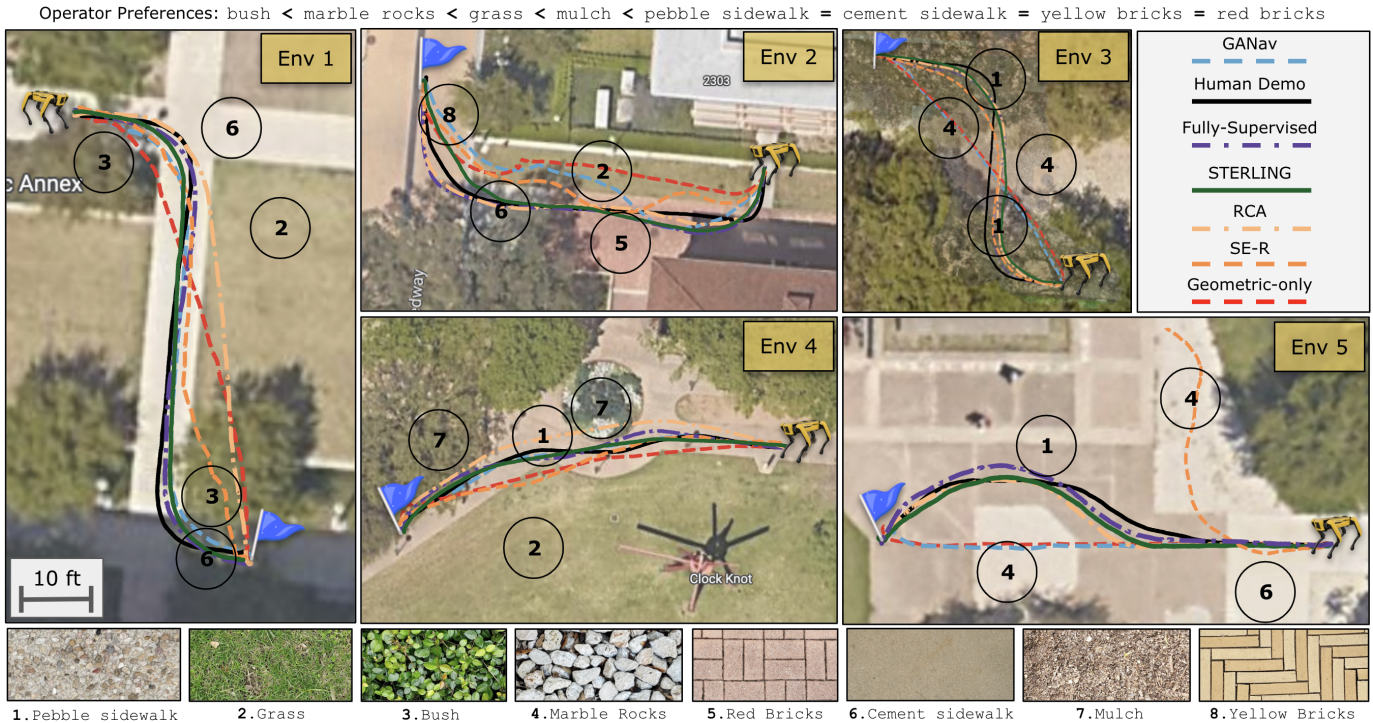 Operator Preferences: bush < marble rocks < grass < mulch < pebble sidewalk = cement sidewalk = yellow bricks = red bricks
Env 1
6
3
c Annex
2
3
6
10 ft
Env 2
2303
8
2
6
5
dway
Env 3
1
4
4
1
GANav
Human Demo
Fully-Supervised
STERLING
RCA
SE-R
Geometric-only
Env 4
7
7
1
2
Clock Knot
Env 5
4
1
4
6
1.Pebble sidewalk
2.Grass
3.Bush
4.Marble Rocks
5.Red Bricks
6.Cement sidewalk
7.Mulch
8.Yellow Bricks